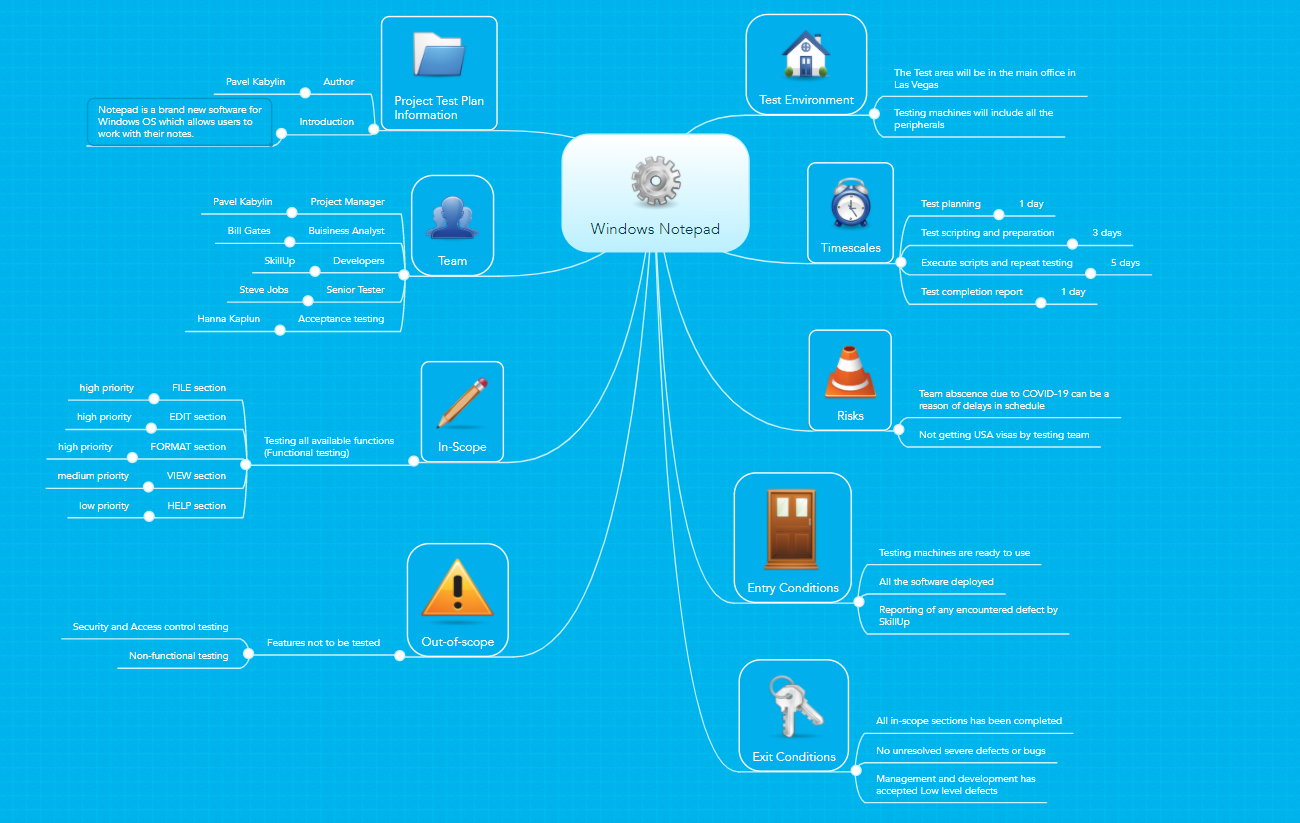 Windows Notepad
Project Test Plan
Information
Author
Pavel Kabylin
Introduction
Notepad is a brand new software for
Windows OS which allows users to
work with their notes.
Team
Project Manager
Pavel Kabylin
Buisiness Analyst
Bill Gates
Developers
SkillUp
Senior Tester
Steve Jobs
Acceptance testing
Hanna Kaplun
In-Scope
Testing all available functions
(Functional testing)
FILE section
high priority
EDIT section
high priority
FORMAT section
high priority
VIEW section
medium priority
HELP section
low priority
Out-of-scope
Features not to be tested
Security and Access control testing
Non-functional testing
Test Environment
The Test area will be in the main office in
Las Vegas
Testing machines will include all the
peripherals
Timescales
Test planning
1 day
Test scripting and preparation
3 days
Execute scripts and repeat testing
5 days
Test completion report
1 day
Risks
Team abscence due to COVID-19 can be a
reason of delays in schedule
Not getting USA visas by testing team
Entry Conditions
Testing machines are ready to use
All the software deployed
Reporting of any encountered defect by
SkillUp
Exit Conditions
All in-scope sections has been completed
No unresolved severe defects or bugs
Management and development has
accepted Low level defects